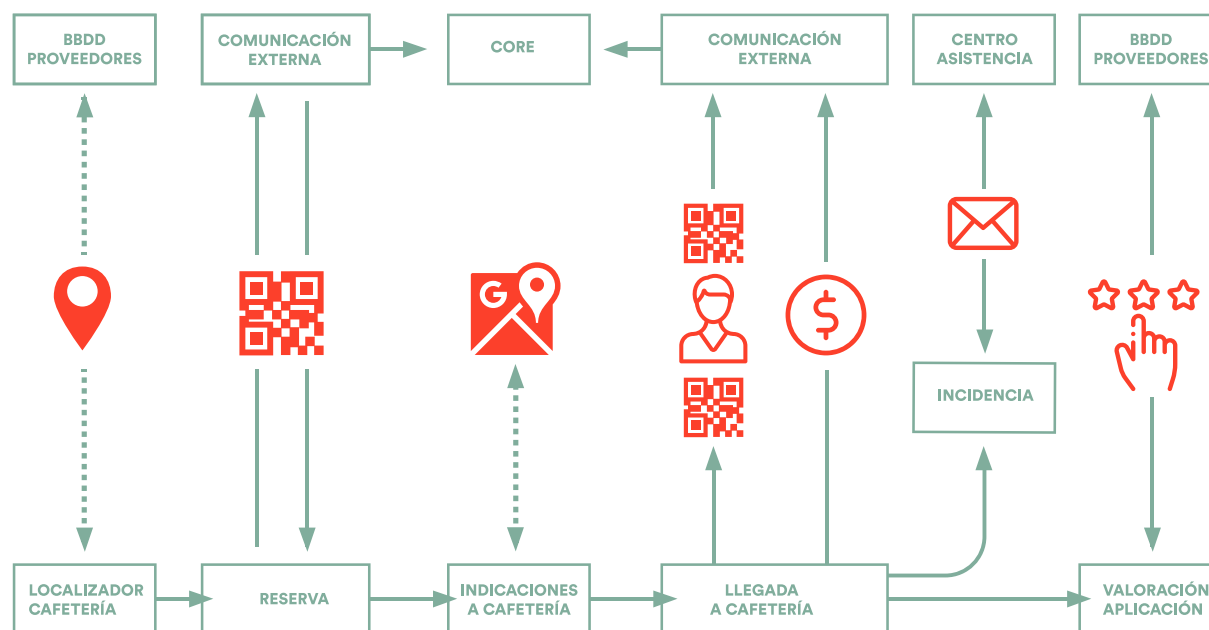 BBDD
PROVEEDORES
COMUNICACIÓN
EXTERNA
CORE
COMUNICACIÓN
EXTERNA
CENTRO
ASISTENCIA
BBDD
PROVEEDORES
G
$
INCIDENCIA
LOCALIZADOR
CAFETERÍA
RESERVA
INDICACIONES
A CAFETERÍA
LLEGADA
A CAFETERÍA
VALORACIÓN
APLICACIÓN